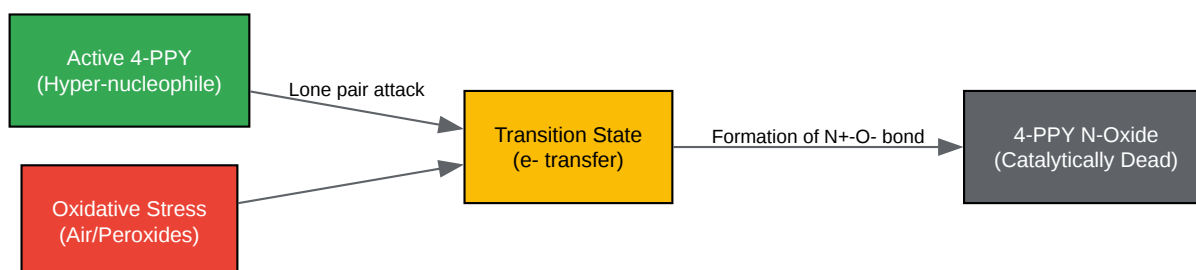 Active 4-PPY
(Hyper-nucleophile)
Lone pair attack
Oxidative Stress
(Air/Peroxides)
Transition State
(e- transfer)
Formation of N+-O- bond
4-PPY N-Oxide
(Catalytically Dead)